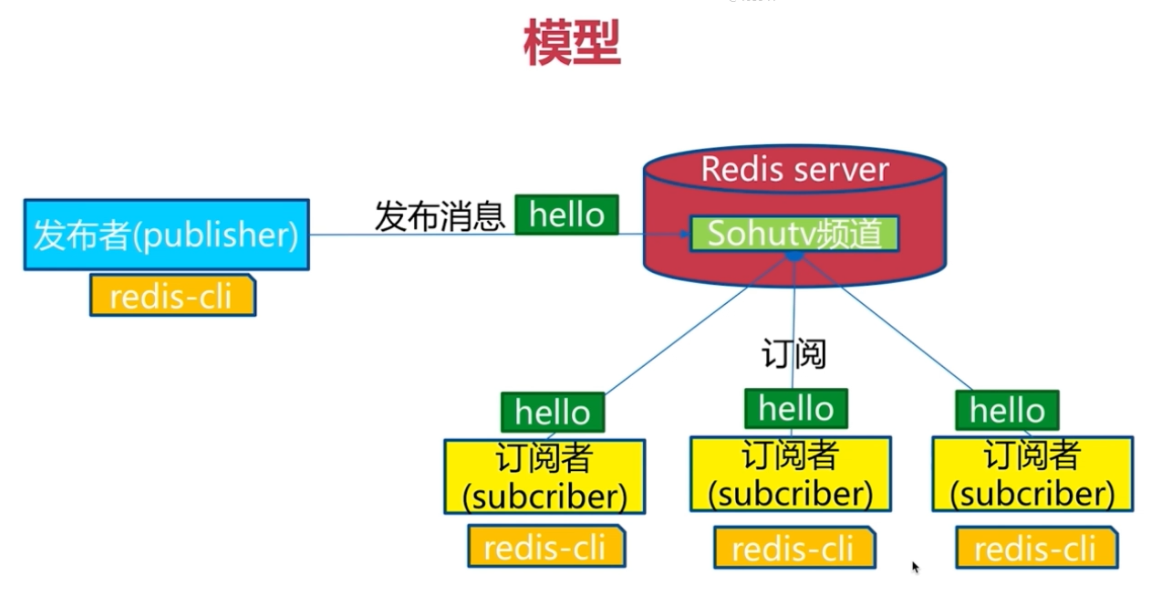 模型
Redis server
发布者(publisher)
发布消息
hello
Sohutv频道
redis-cli
订阅
hello
hello
hello
订阅者
(subcriber)
订阅者
(subcriber)
订阅者
(subcriber)
redis-cli
redis-cli
redis-cli